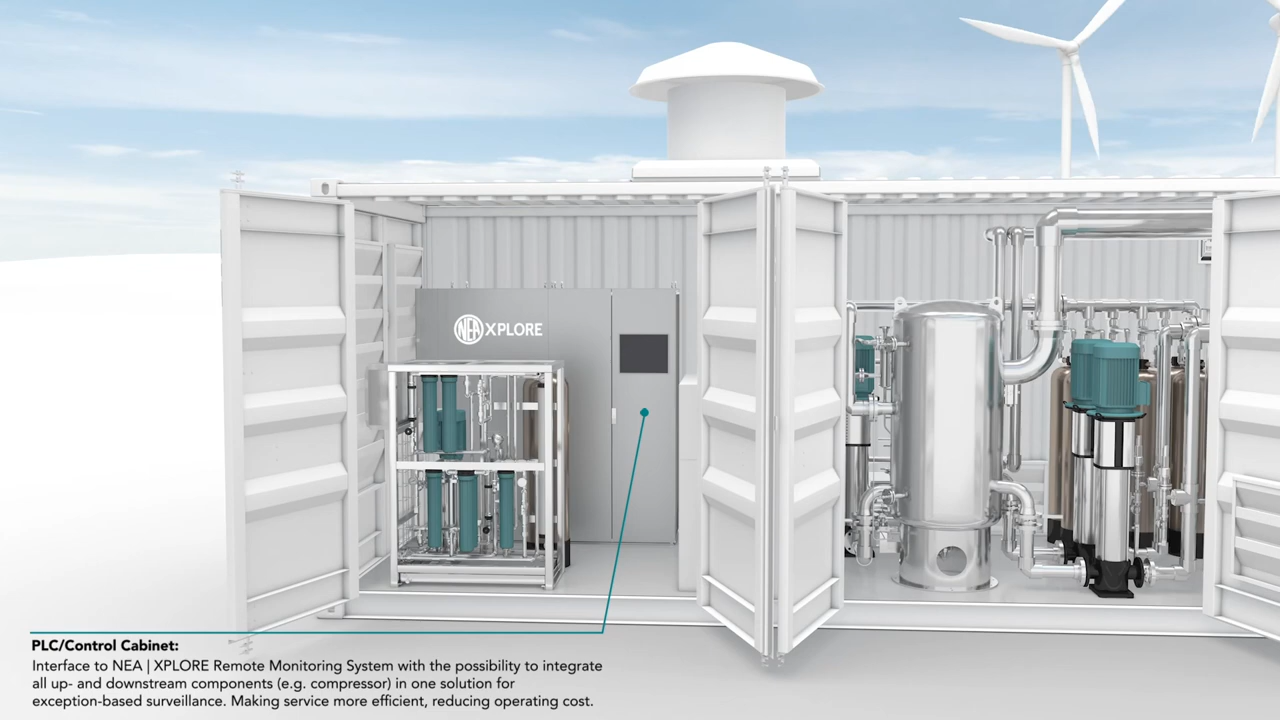 NEA XPLORE
PLC/Control Cabinet:
Interface to NEA | XPLORE Remote Monitoring System with the possibility to integrate
all up- and downstream components (e.g. compressor) in one solution for
exception-based surveillance. Making service more efficient, reducing operating cost.